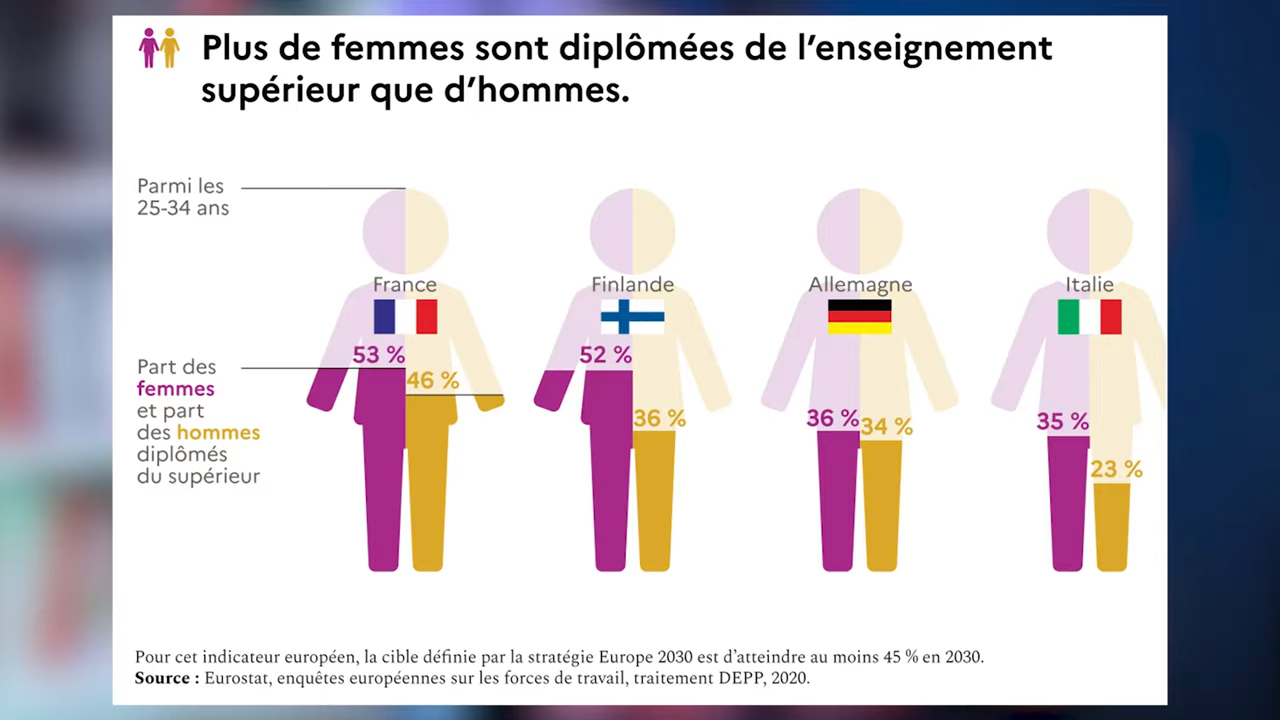 Plus de femmes sont diplômées de l’enseignement
supérieur que d’hommes.
Parmi les
25-34 ans
France
Finlande
Allemagne
Italie
53 %
46 %
52 %
36 %
36 %
34 %
35 %
23 %
Part des
femmes
et part
des hommes
diplômés
du supérieur
Pour cet indicateur européen, la cible définie par la stratégie Europe 2030 est d’atteindre au moins 45 % en 2030.
Source : Eurostat, enquêtes européennes sur les forces de travail, traitement DEPP, 2020.